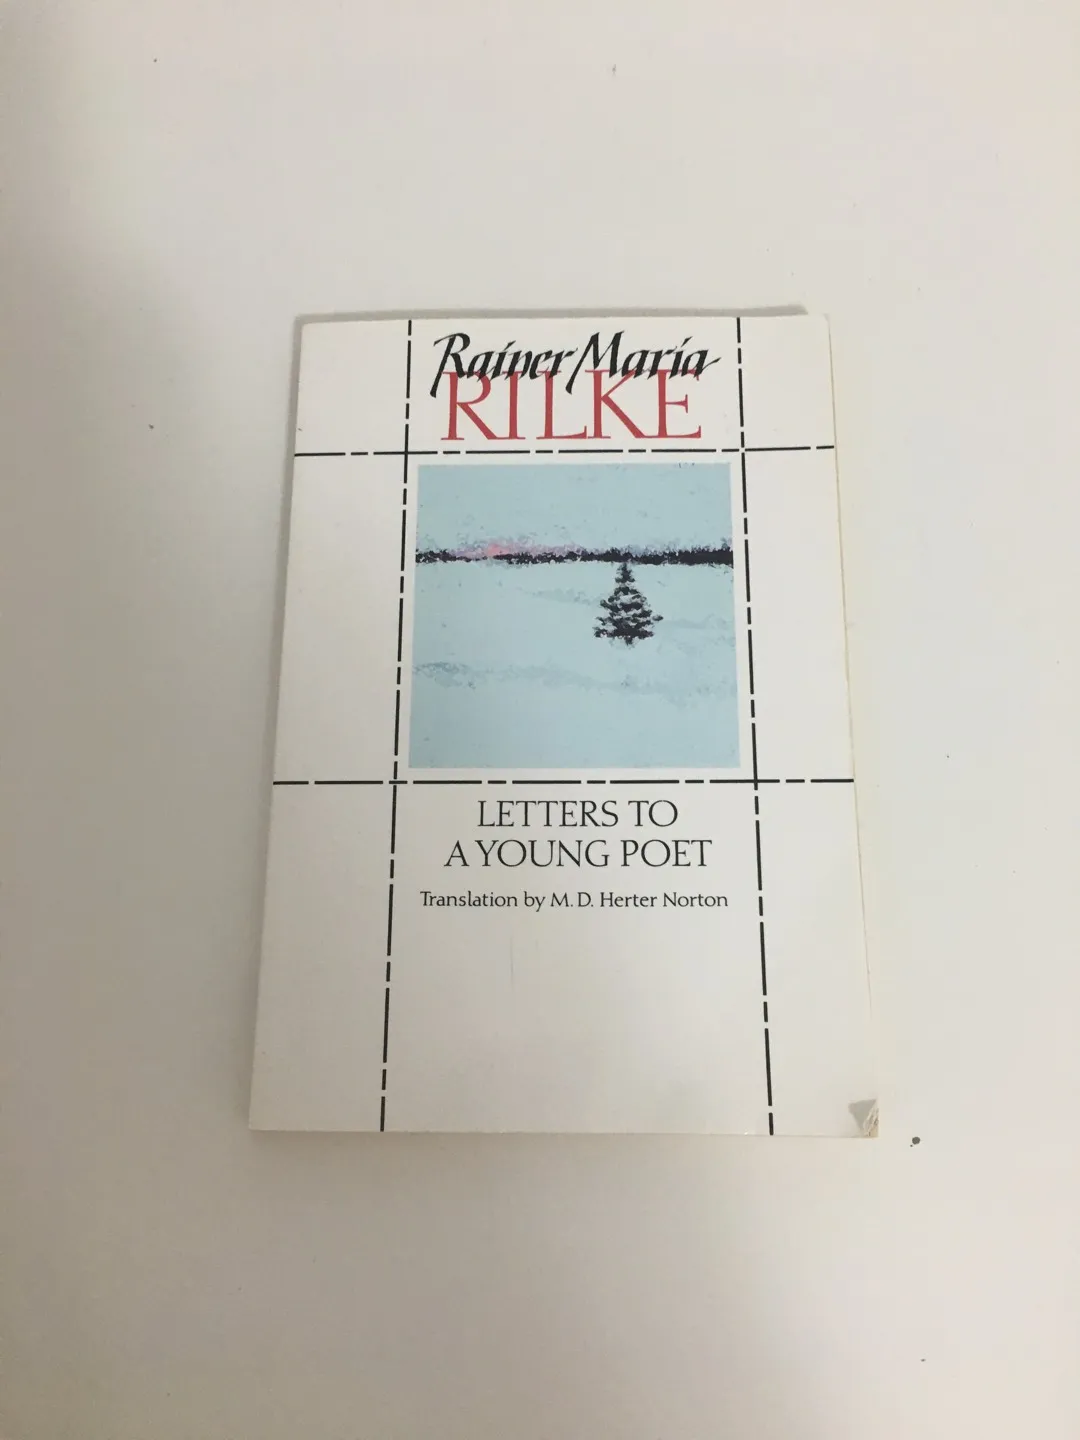 Rainer Maria
RILKE
LETTERS TO
A YOUNG POET
Translation by M. D. Herter Norton